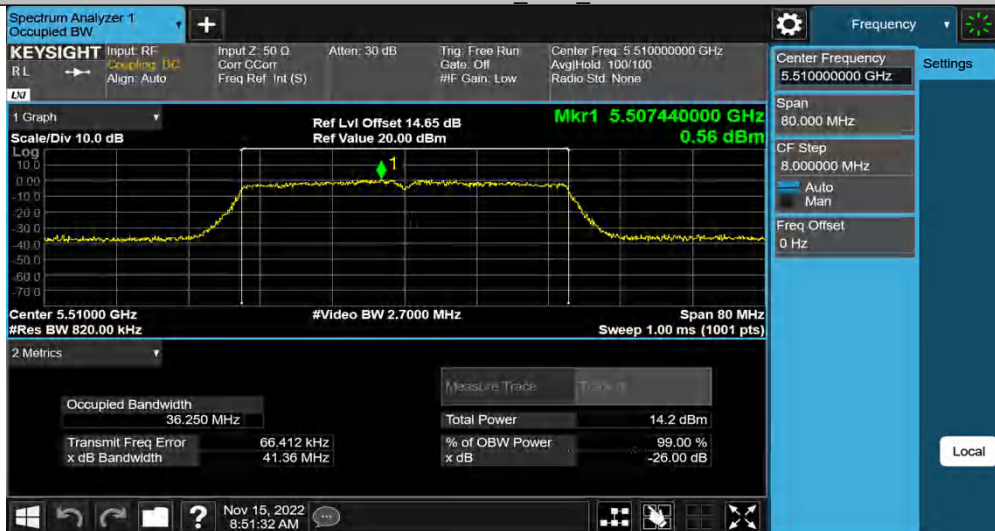 Spectrum Analyzer 1
Occupied BW
+
Frequency
KEYSIGHT
RL
LXI
Input: RF
Coupling: DC
Align: Auto
Input Z: 50 Ω
Corr CCorr
Freq Ref: Int (S)
Atten: 30 dB
Trig: Free Run
Gate: Off
#IF Gain: Low
Center Freq: 5.510000000 GHz
Avg|Hold: 100/100
Radio Std: None
1 Graph
Scale/Div 10.0 dB
Ref Lvl Offset 14.65 dB
Ref Value 20.00 dBm
Mkr1 5.507440000 GHz
0.56 dBm
Log
10.0
0.00
-10.0
-20.0
-30.0
-40.0
-50.0
-60.0
-70.0
1
Center 5.51000 GHz
#Res BW 820.00 kHz
#Video BW 2.7000 MHz
Span 80 MHz
Sweep 1.00 ms (1001 pts)
2 Metrics
Measure Trace
Occupied Bandwidth
36.250 MHz
Transmit Freq Error 66.412 kHz
x dB Bandwidth 41.36 MHz
Total Power 14.2 dBm
% of OBW Power 99.00 %
x dB -26.00 dB
Center Frequency
5.510000000 GHz
Span
80.000 MHz
CF Step
8.000000 MHz
Auto
Man
Freq Offset
0 Hz
Settings
Local
?
Nov 15, 2022
8:51:32 AM